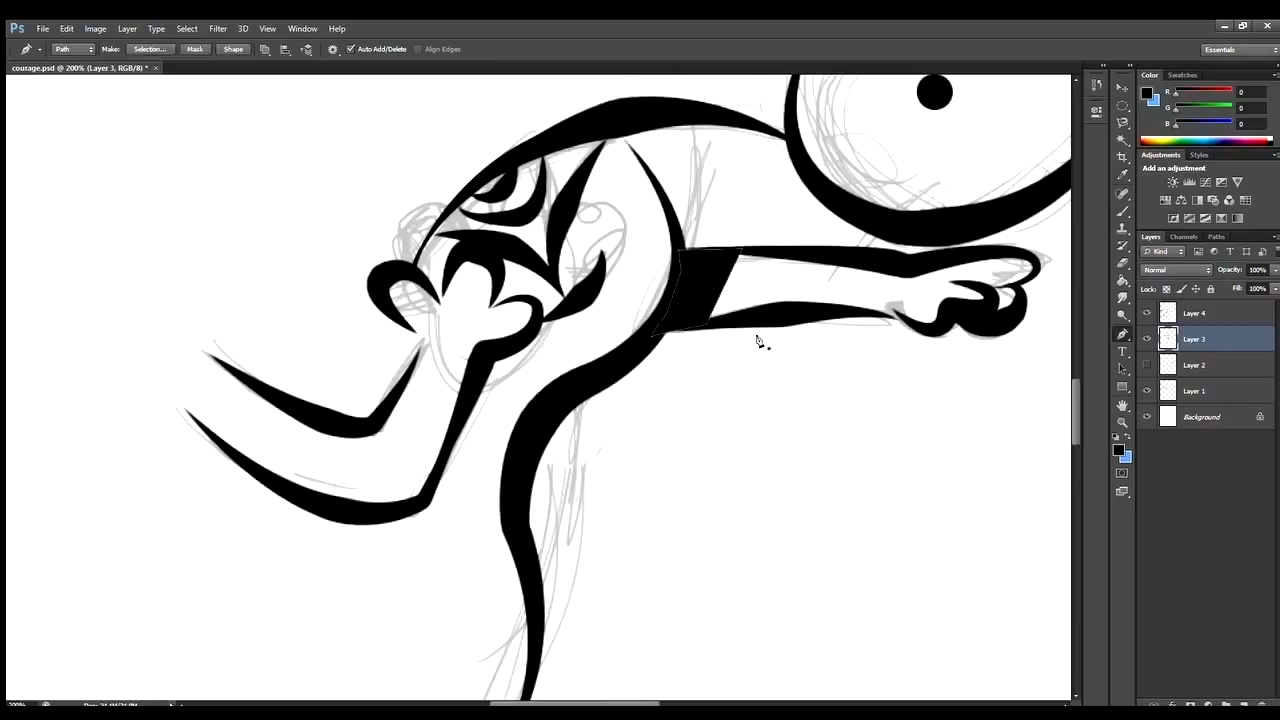 Ps File Edit Image Layer Type Select Filter 3D View Window Help
Path Make: Selection... Mask Shape Auto Add/Delete Align Edges Essentials
courage.psd @ 200% (Layer 3, RGB/8) * ×
Color Swatches
R 0
G 0
B 0
Adjustments Styles
Add an adjustment
Layers Channels Paths
Kind
Normal Opacity: 100%
Lock: Fill: 100%
Layer 4
Layer 3
Layer 2
Layer 1
Background
200%